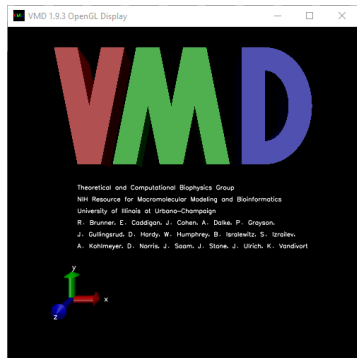 VMD 1.9.3 OpenGL Display
VMD
Theoretical and Computational Biophysics Group
NIH Resource for Macromolecular Modeling and Bioinformatics
University of Illinois at Urbana-Champaign
R. Brunner, E. Caddigan, J. Cohen, A. Dalke, P. Grayson,
J. Gullingsrud, D. Hardy, W. Humphrey, B. Isralewitz, S. Izrailev,
A. Kohlmeyer, D. Norris, J. Saam, J. Stone, J. Ulrich, K. Vandivort
y
x
z